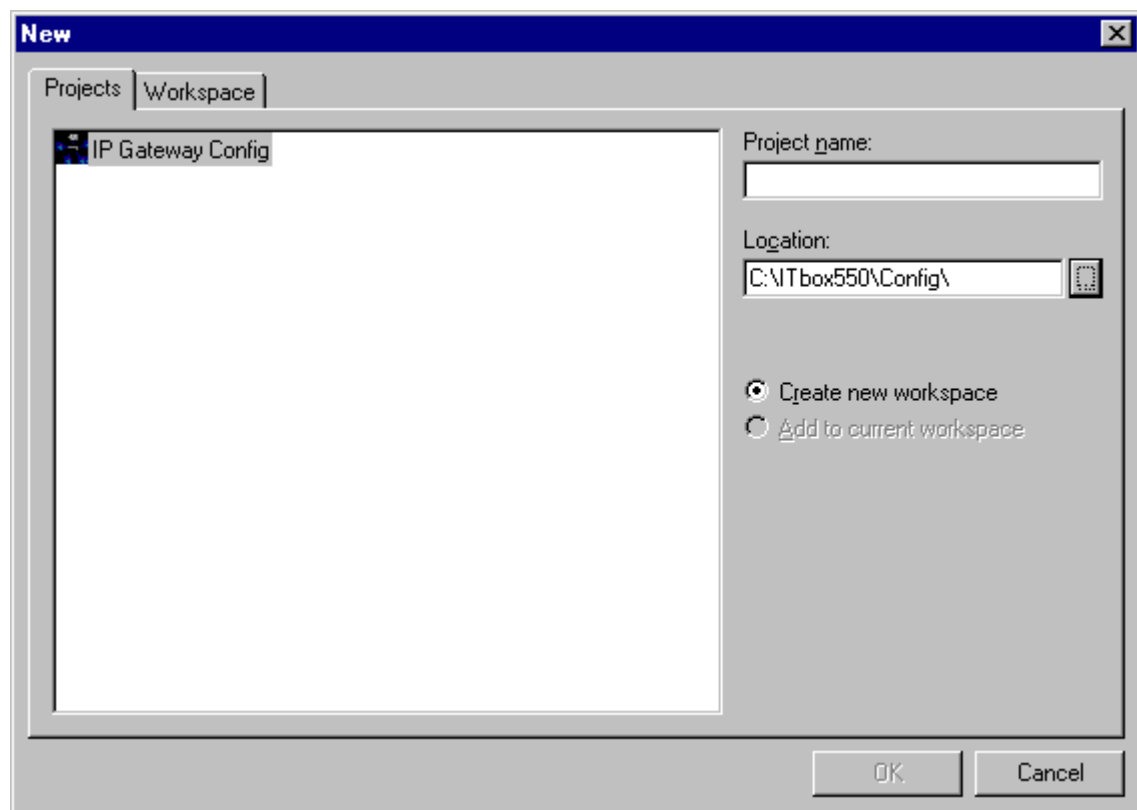 New
Projects
Workspace
IP Gateway Config
Project name:
Location:
C:\ITbox550\Config\
Create new workspace
Add to current workspace
OK
Cancel